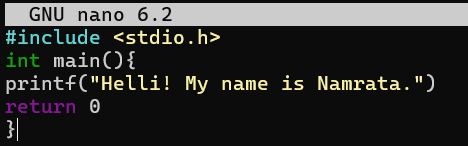 GNU nano 6.2
#include <stdio.h>
int main(){
printf("Helli! My name is Namrata.")
return 0
}